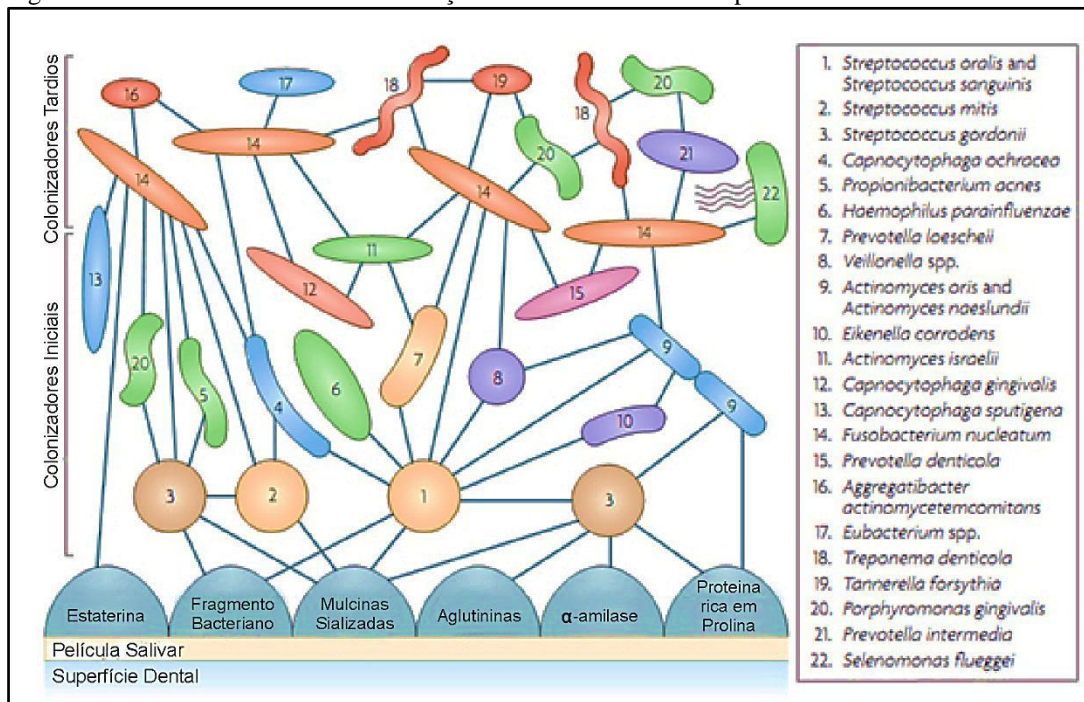 Colonizadores Tardios
Colonizadores Iniciais
16
17
18
19
18
20
14
14
14
20
21
22
14
13
12
11
15
20
5
4
6
7
8
9
10
9
3
2
1
3
Estaterina
Fragmento
Bacteriano
Mulcinas
Sializadas
Aglutininas
α-amilase
Proteina
rica em
Prolina
Película Salivar
Superfície Dental
1. Streptococcus oralis and
Streptococcus sanguinis
2. Streptococcus mitis
3. Streptococcus gordonii
4. Capnocytophaga ochracea
5. Propionibacterium acnes
6. Haemophilus parainfluenzae
7. Prevotella loescheii
8. Veillonella spp.
9. Actinomyces oris and
Actinomyces naeslundii
10. Eikenella corrodens
11. Actinomyces israelii
12. Capnocytophaga gingivalis
13. Capnocytophaga sputigena
14. Fusobacterium nucleatum
15. Prevotella denticola
16. Aggregatibacter
actinomycetemcomitans
17. Eubacterium spp.
18. Treponema denticola
19. Tannerella forsythia
20. Porphyromonas gingivalis
21. Prevotella intermedia
22. Selenomonas flueggei